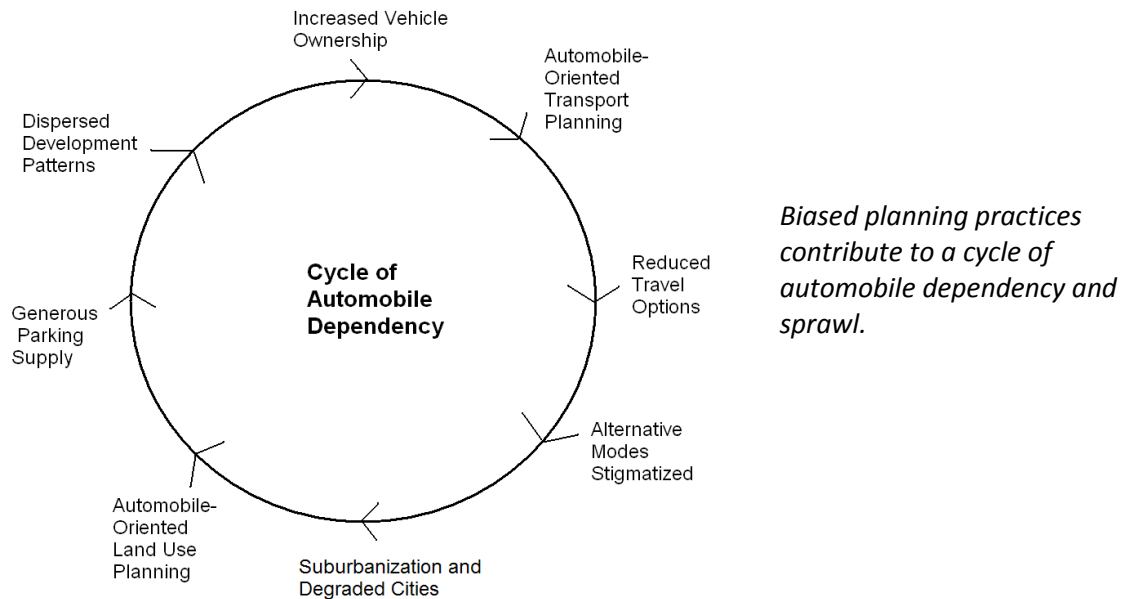 Increased Vehicle
Ownership
Automobile-
Oriented
Transport
Planning
Reduced
Travel
Options
Alternative
Modes
Stigmatized
Suburbanization and
Degraded Cities
Automobile-
Oriented
Land Use
Planning
Generous
Parking
Supply
Dispersed
Development
Patterns
Cycle of
Automobile
Dependency
Biased planning practices
contribute to a cycle of
automobile dependency and
sprawl.